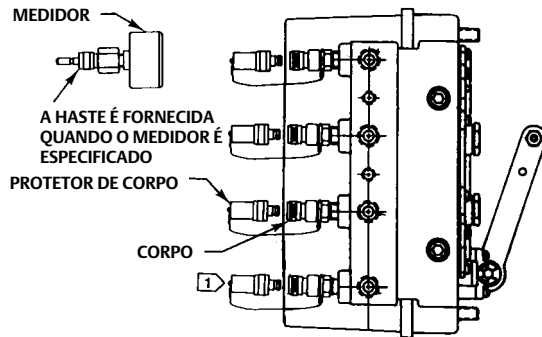 MEDIDOR
A HASTE É FORNECIDA
QUANDO O MEDIDOR É
ESPECIFICADO
PROTETOR DE CORPO
CORPO
1